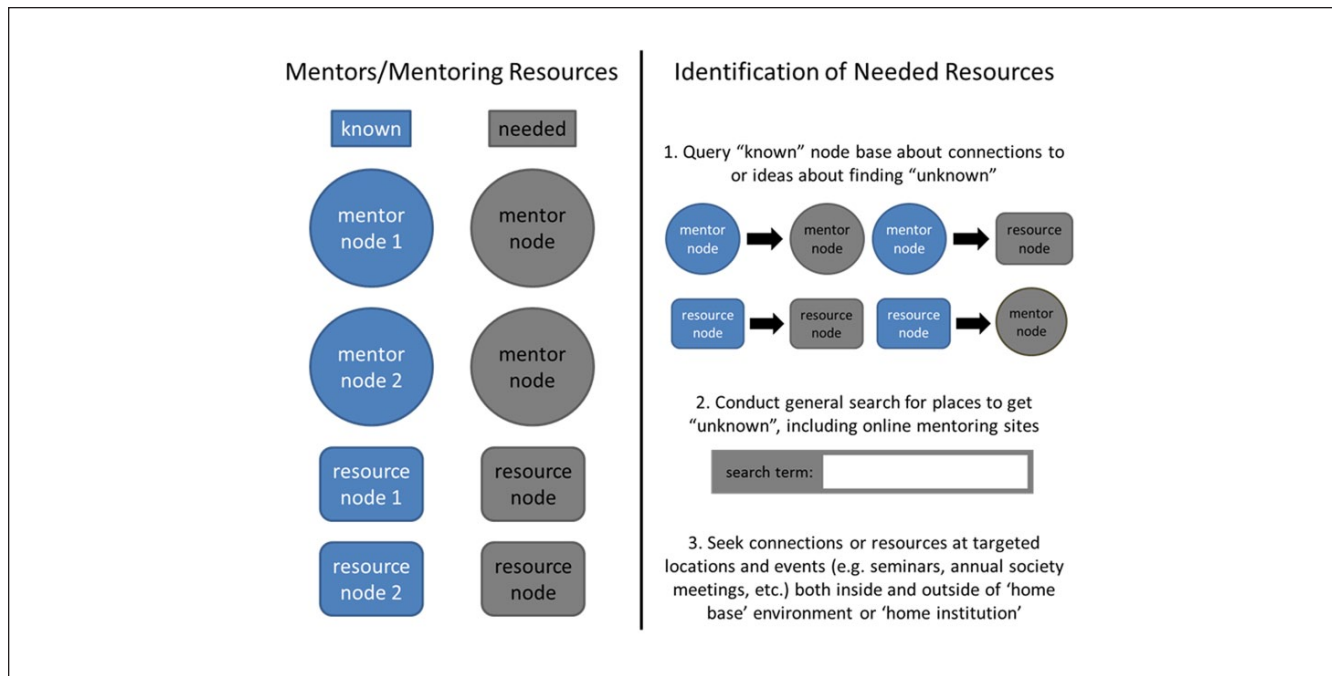 Mentors/Mentoring Resources
known
needed
mentor
node 1
mentor
node
mentor
node 2
mentor
node
resource
node 1
resource
node
resource
node 2
resource
node
Identification of Needed Resources
1. Query “known” node base about connections to
or ideas about finding “unknown”
mentor
node
mentor
node
mentor
node
resource
node
resource
node
resource
node
resource
node
mentor
node
2. Conduct general search for places to get
“unknown”, including online mentoring sites
search term:
3. Seek connections or resources at targeted
locations and events (e.g. seminars, annual society
meetings, etc.) both inside and outside of ‘home
base’ environment or ‘home institution’